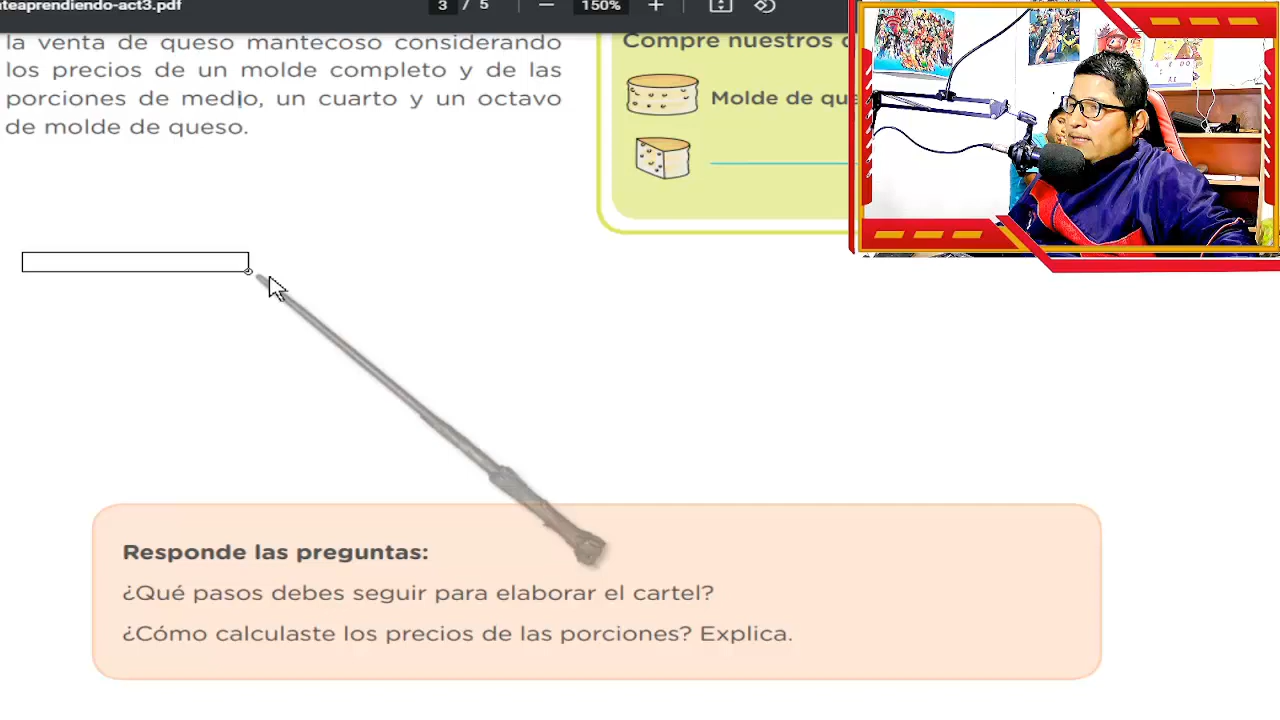 nteaprendiendo-act3.pdf
3 / 5
150%
la venta de queso mantecoso considerando
los precios de un molde completo y de las
porciones de medio, un cuarto y un octavo
de molde de queso.
Compre nuestros
Molde de que
Responde las preguntas:
¿Qué pasos debes seguir para elaborar el cartel?
¿Cómo calculaste los precios de las porciones? Explica.